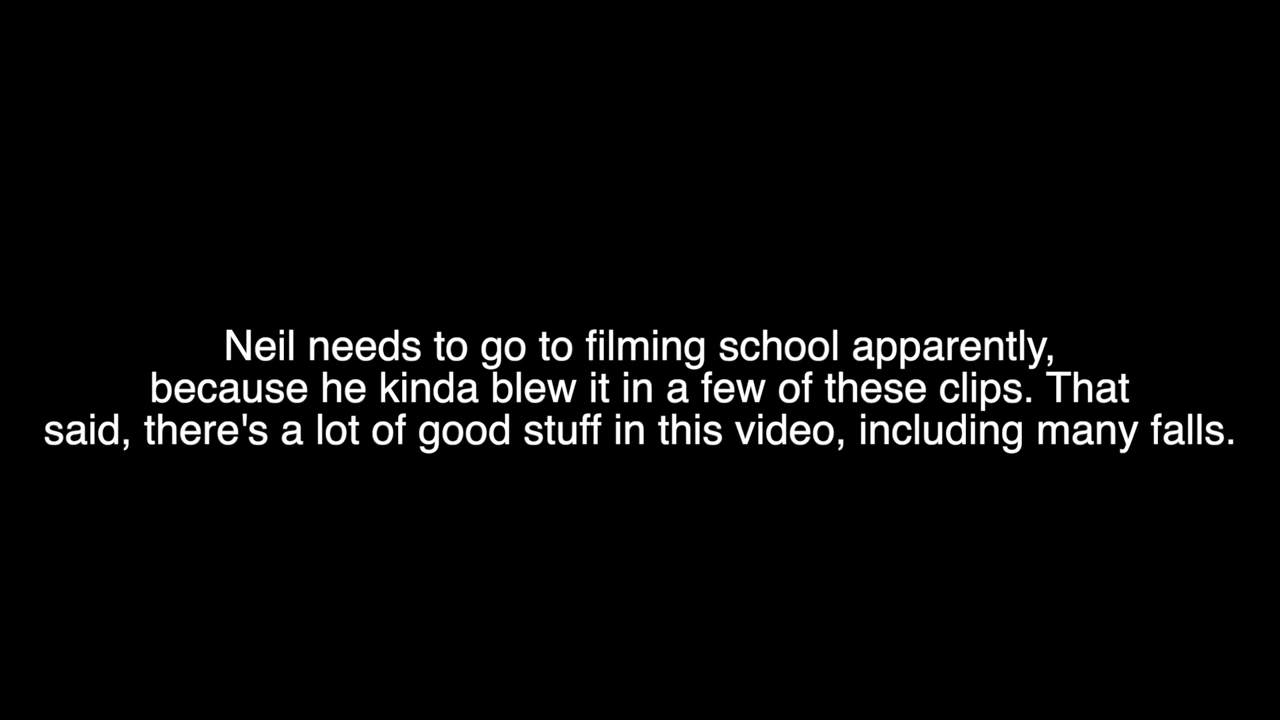 Neil needs to go to filming school apparently,
because he kinda blew it in a few of these clips. That
said, there's a lot of good stuff in this video, including many falls.